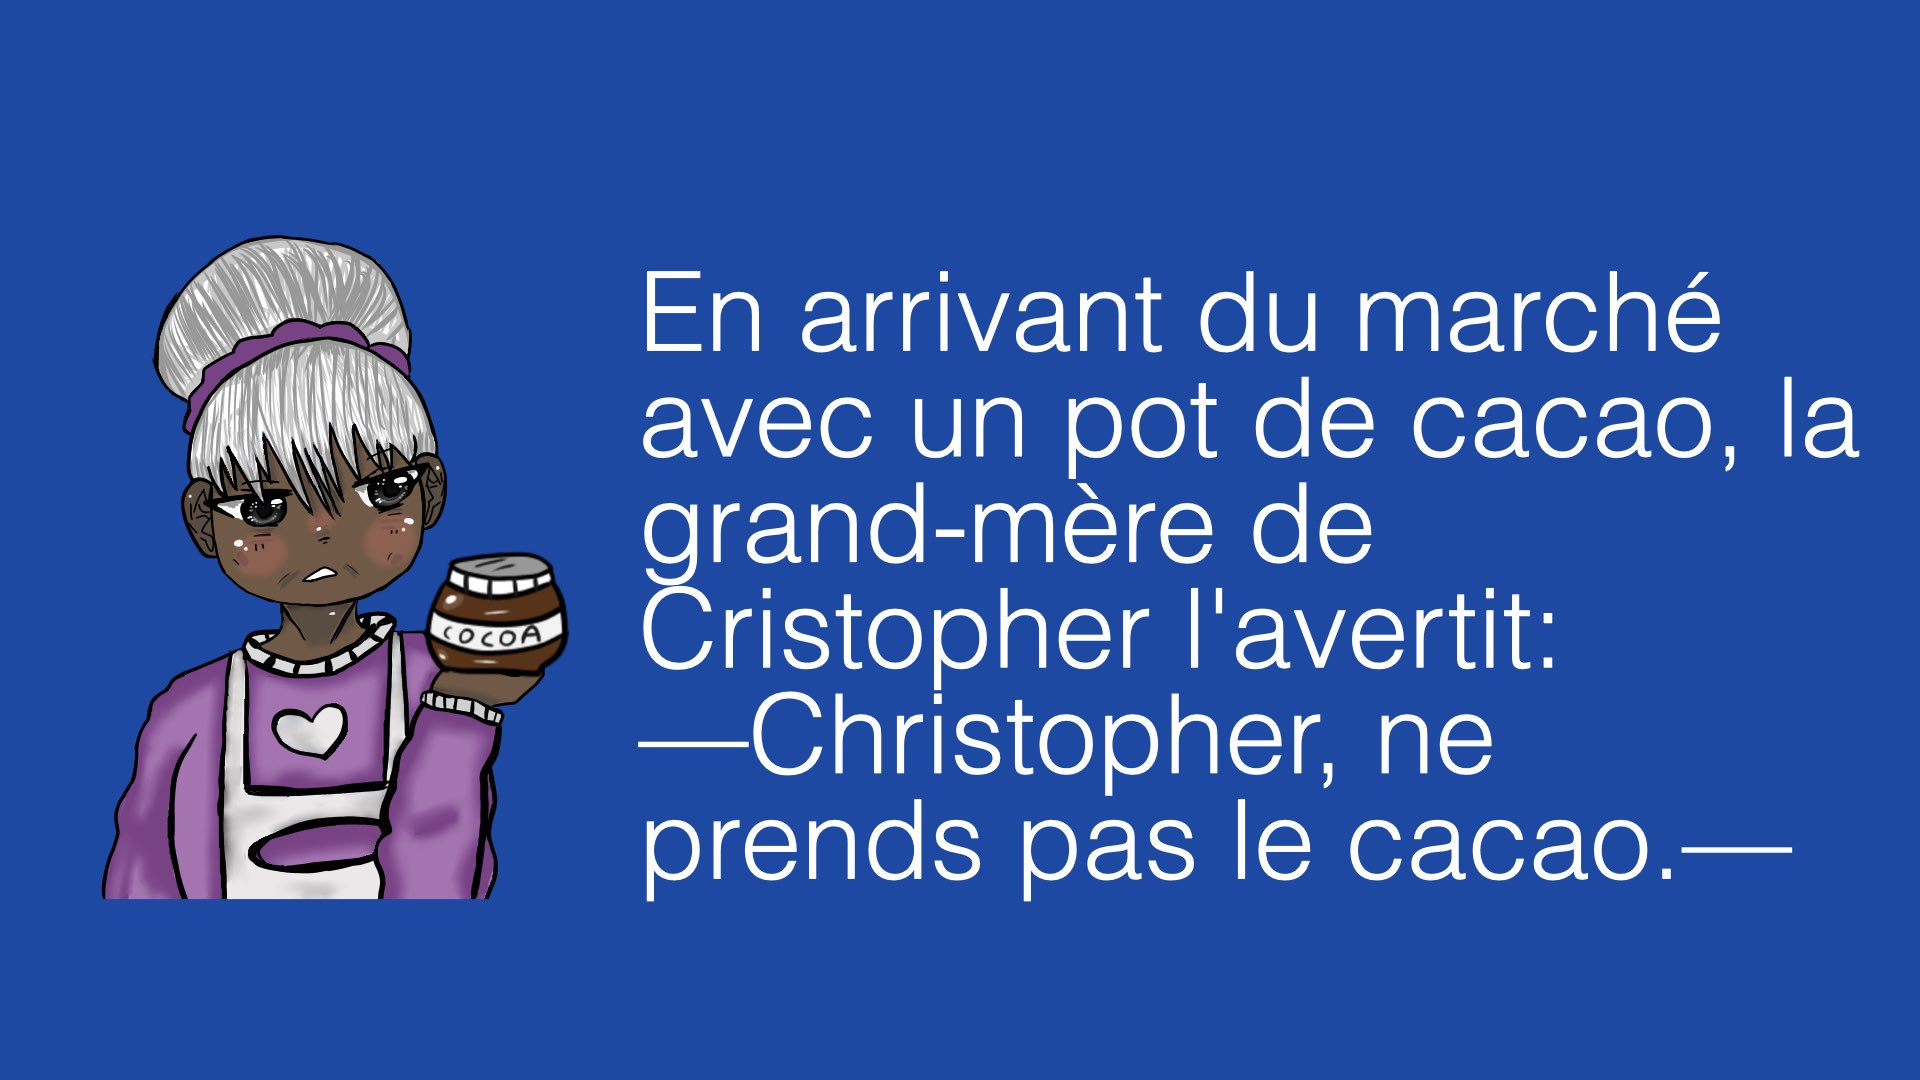 En arrivant du marché
avec un pot de cacao, la
grand-mère de
Cristopher l'avertit:
—Christopher, ne
prends pas le cacao.—
COCOA